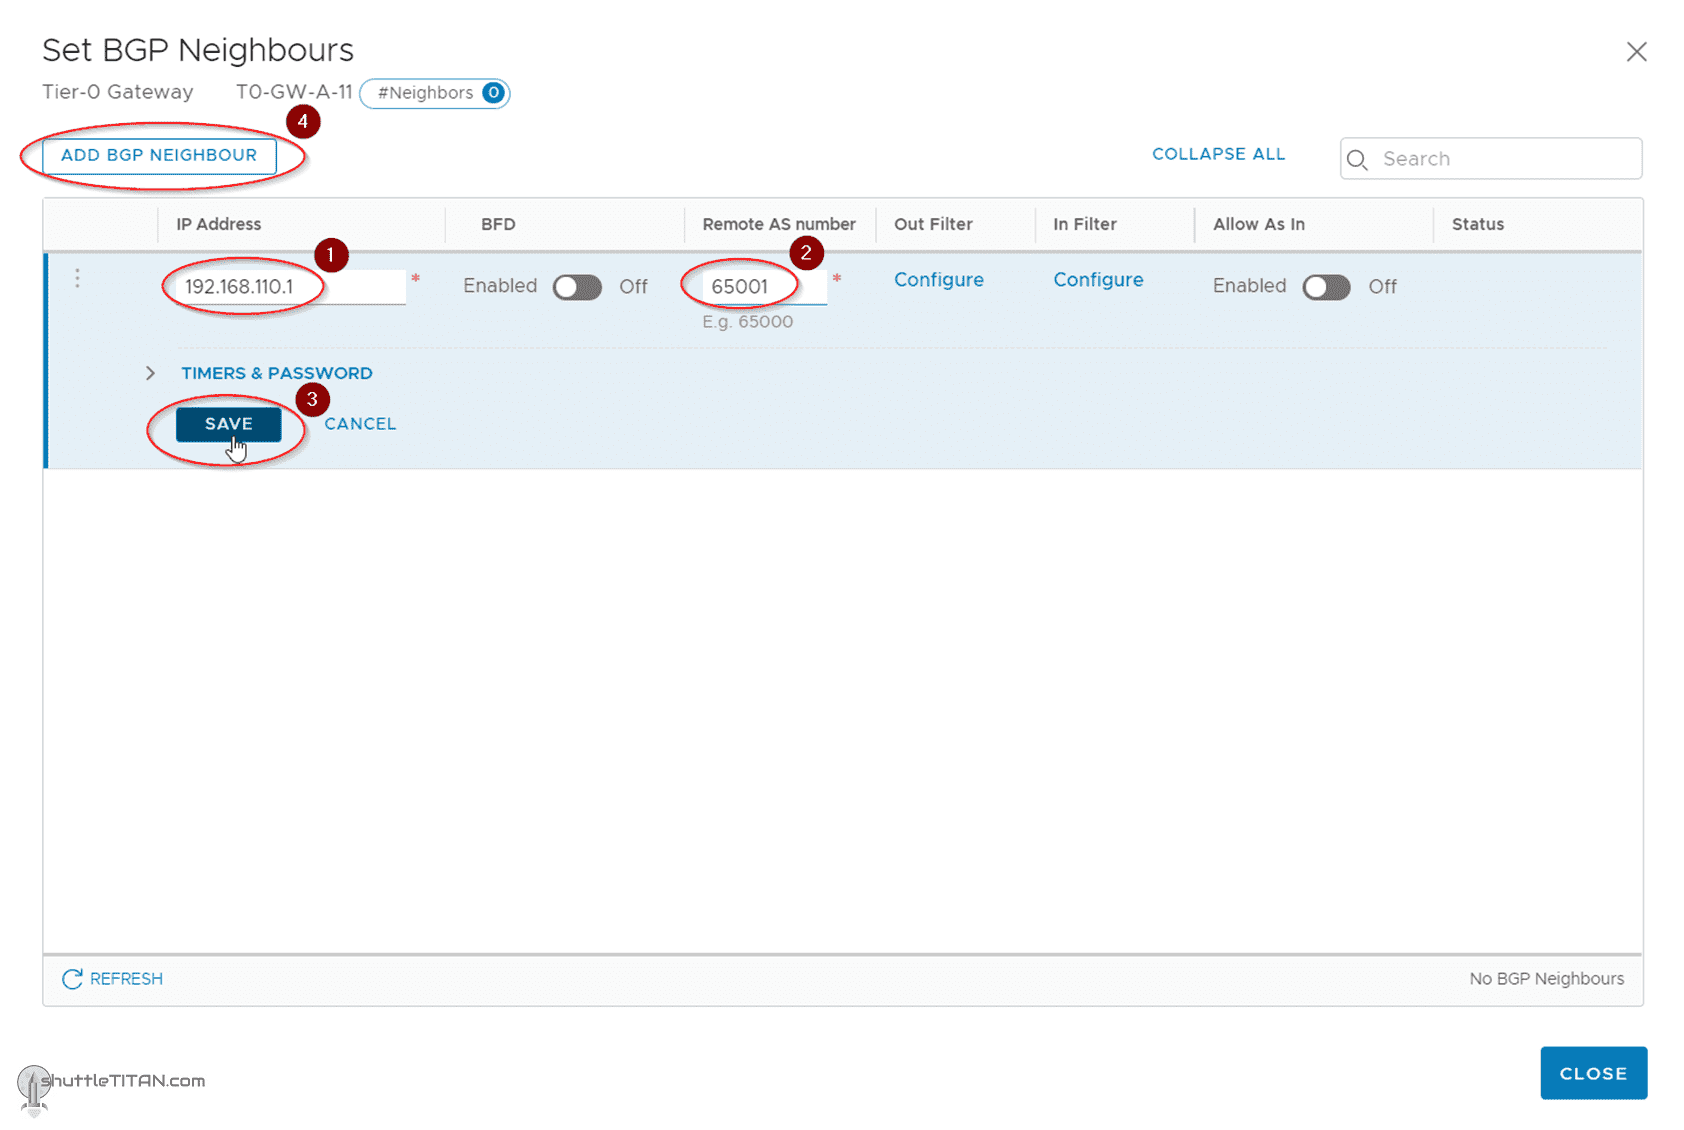 Set BGP Neighbours
Tier-0 Gateway T0-GW-A-11 #Neighbors 0
4
ADD BGP NEIGHBOUR COLLAPSE ALL Search
IP Address BFD Remote AS number Out Filter In Filter Allow As In Status
1 2
192.168.110.1 * Enabled Off 65001 * Configure Configure Enabled Off
E.g. 65000
TIMERS & PASSWORD
3
SAVE CANCEL
REFRESH No BGP Neighbours
CLOSE
shuttleTITAN.com